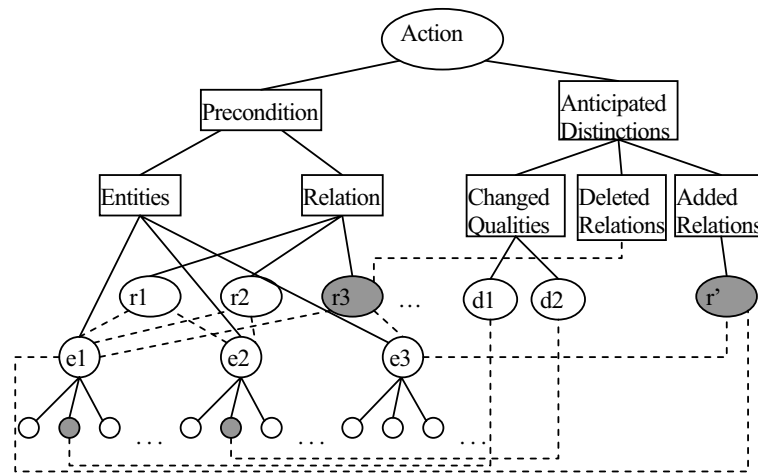 Action
Precondition
Anticipated
Distinctions
Entities
Relation
Changed
Qualities
Deleted
Relations
Added
Relations
r1
r2
r3
...
d1
d2
r’
e1
e2
e3
...
...
...